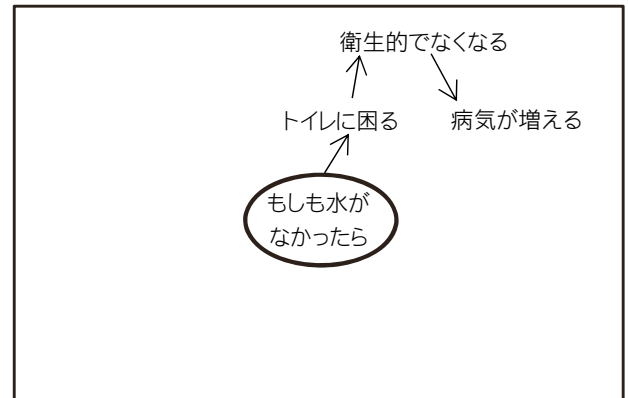 衛生的でなくなる
トイレに困る
病気が増える
もしも水が
なかったら